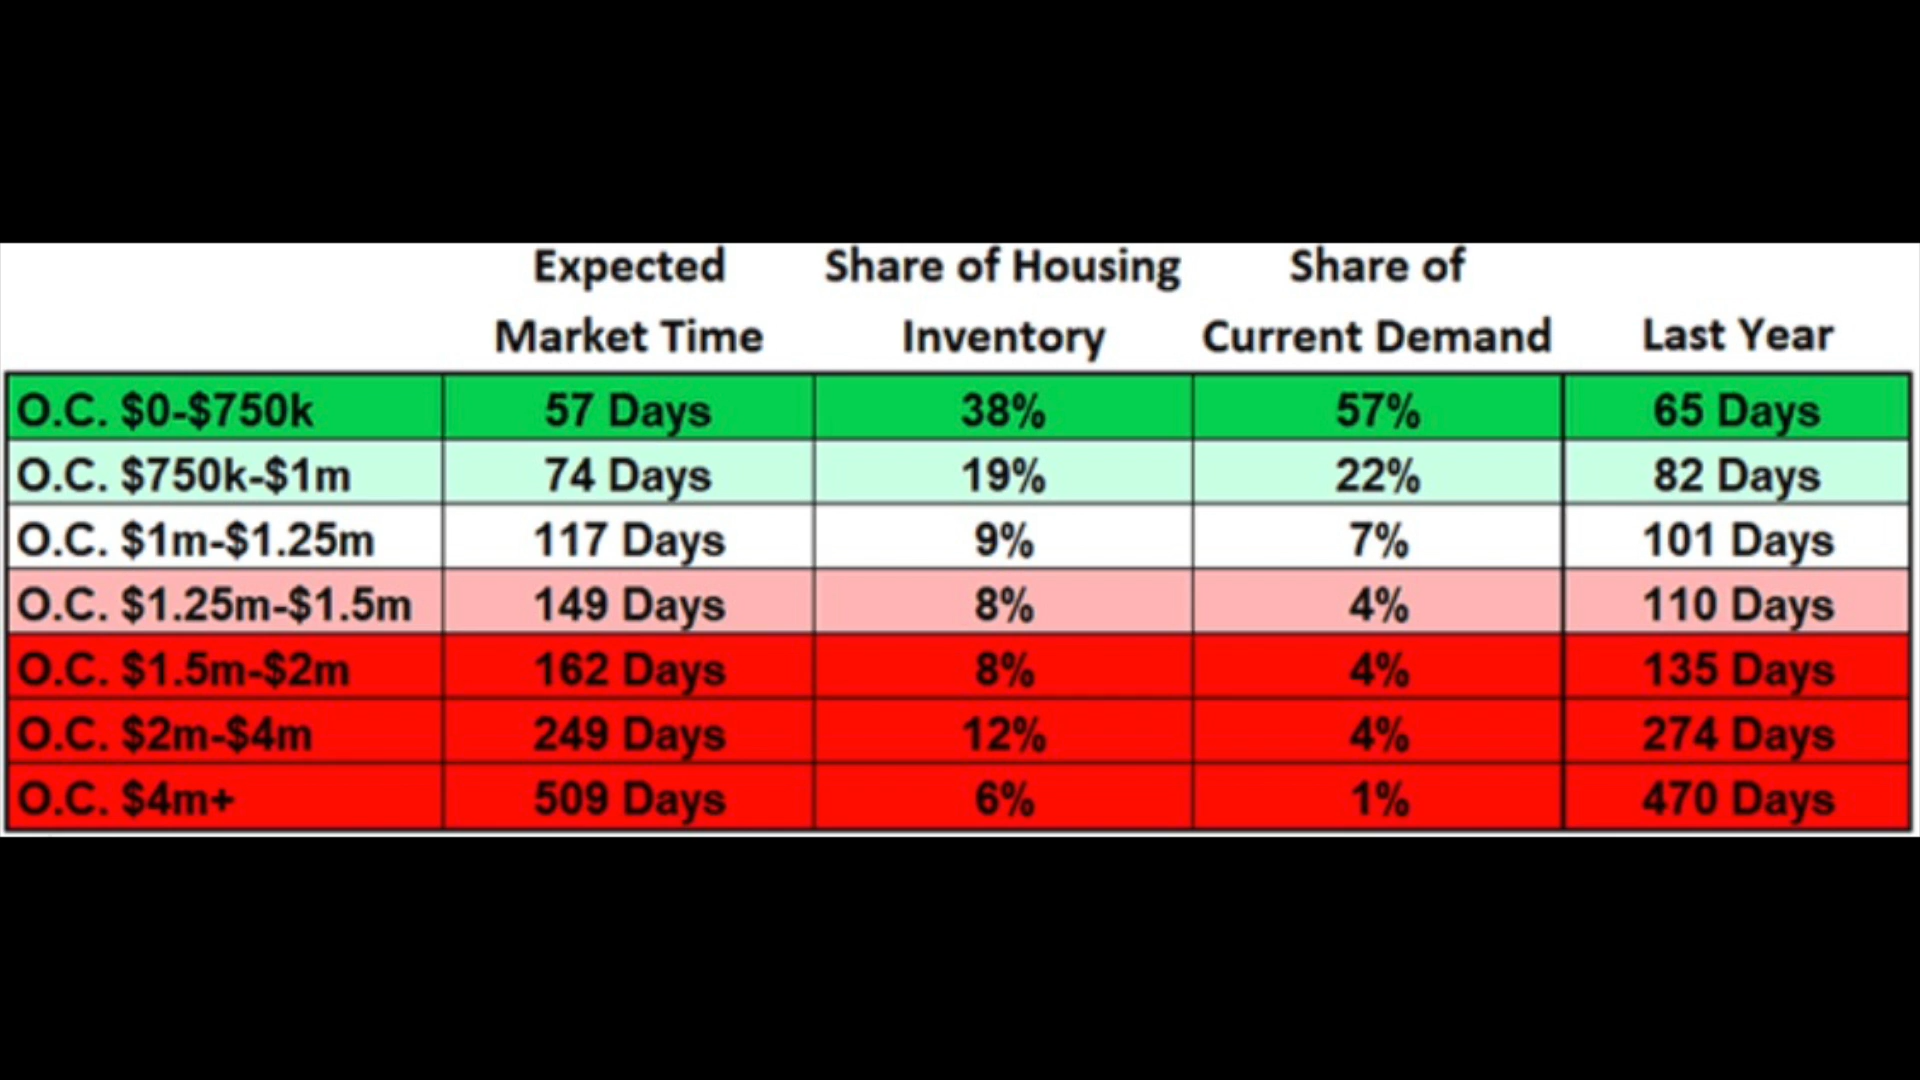 Expected Share of Housing Share of
Market Time Inventory Current Demand Last Year
O.C. $0-$750k 57 Days 38% 57% 65 Days
O.C. $750k-$1m 74 Days 19% 22% 82 Days
O.C. $1m-$1.25m 117 Days 9% 7% 101 Days
O.C. $1.25m-$1.5m 149 Days 8% 4% 110 Days
O.C. $1.5m-$2m 162 Days 8% 4% 135 Days
O.C. $2m-$4m 249 Days 12% 4% 274 Days
O.C. $4m+ 509 Days 6% 1% 470 Days